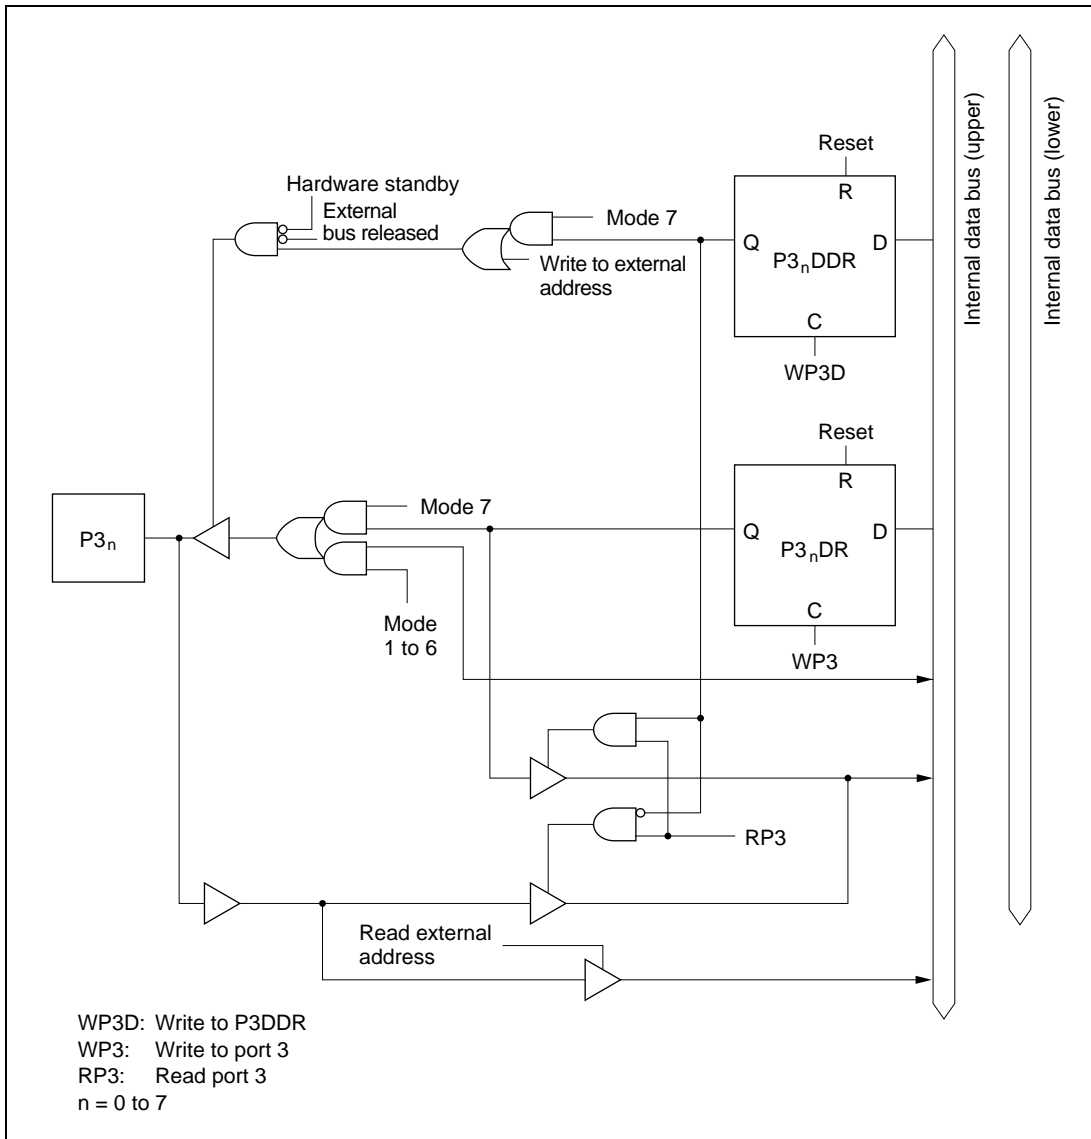 Reset
R
Hardware standby
External
bus released
Mode 7
Q
P3nDDR
D
Write to external
address
C
WP3D
Internal data bus (upper)
Internal data bus (lower)
Reset
R
Mode 7
P3n
Q
P3nDR
D
C
Mode
1 to 6
WP3
RP3
Read external
address
WP3D: Write to P3DDR
WP3: Write to port 3
RP3: Read port 3
n = 0 to 7